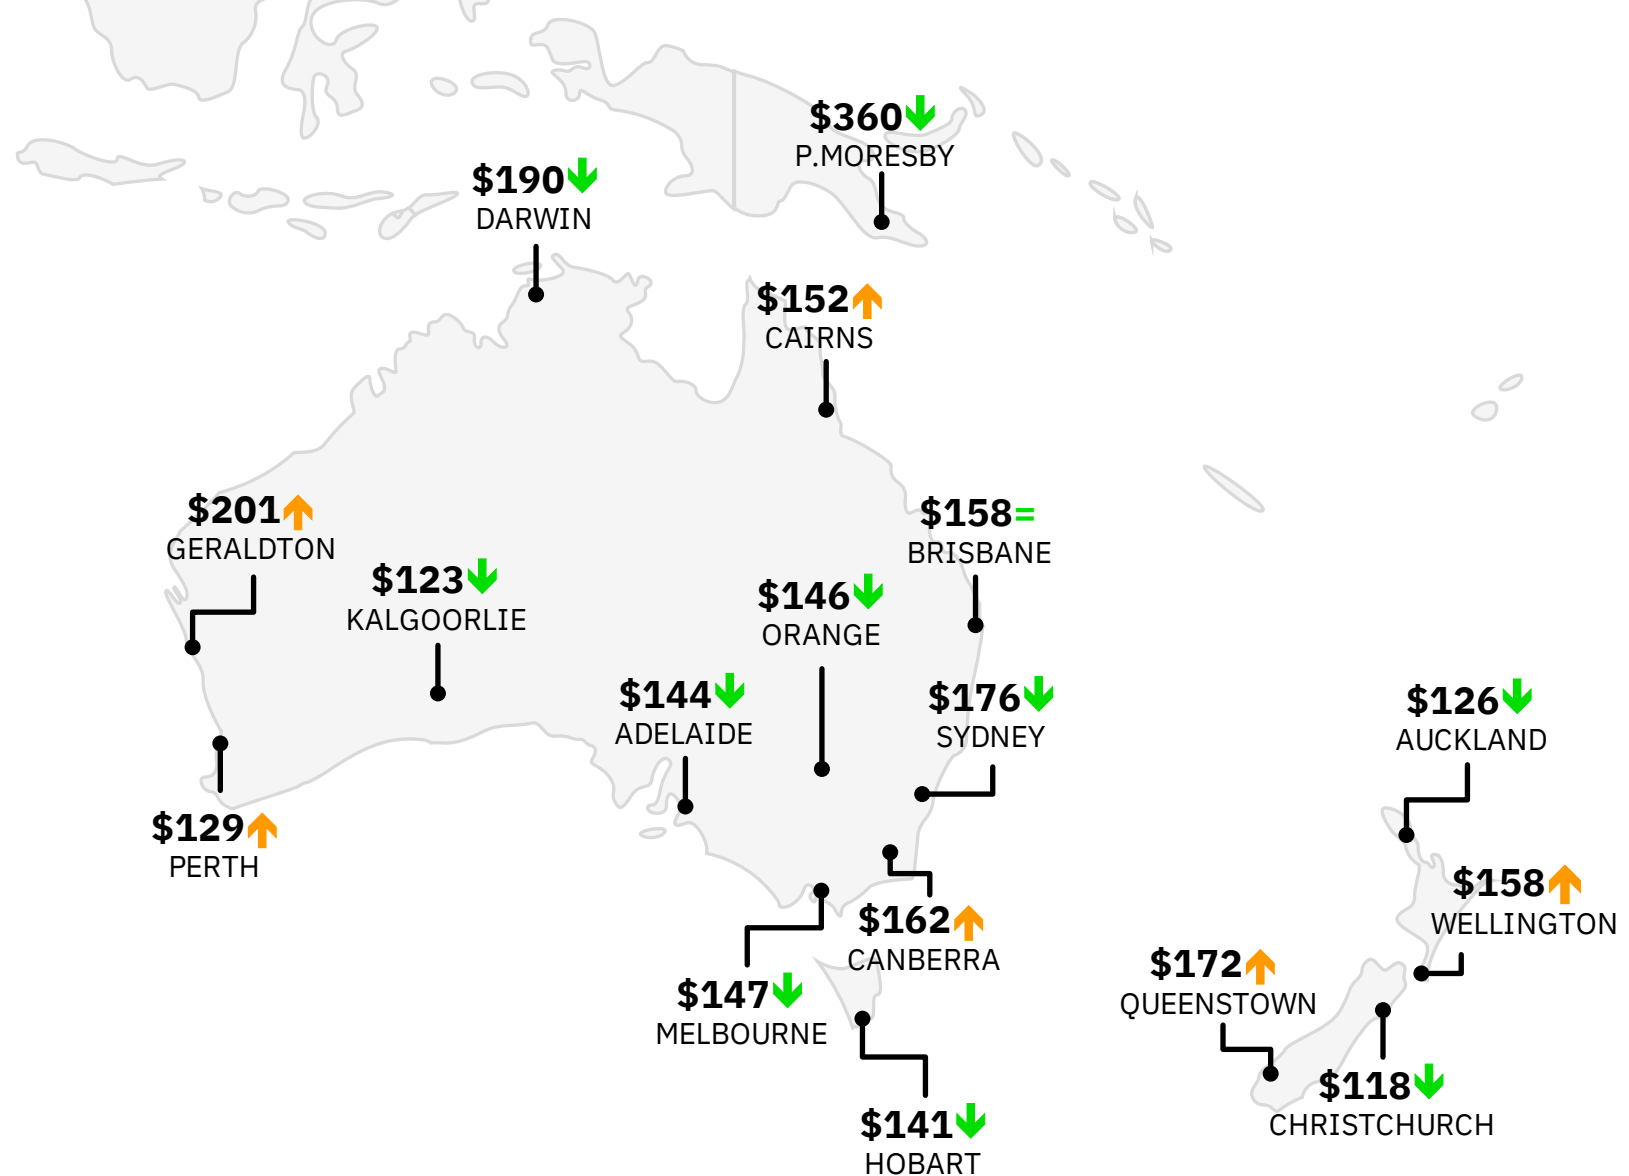 $360
P.MORESBY
$190
DARWIN
$152
CAIRNS
$201
GERALDTON
$158=
BRISBANE
$123
KALGOORLIE
$146
ORANGE
$144
ADELAIDE
$176
SYDNEY
$126
AUCKLAND
$129
PERTH
$158
WELLINGTON
$162
CANBERRA
$172
QUEENSTOWN
$147
MELBOURNE
$118
CHRISTCHURCH
$141
HOBART